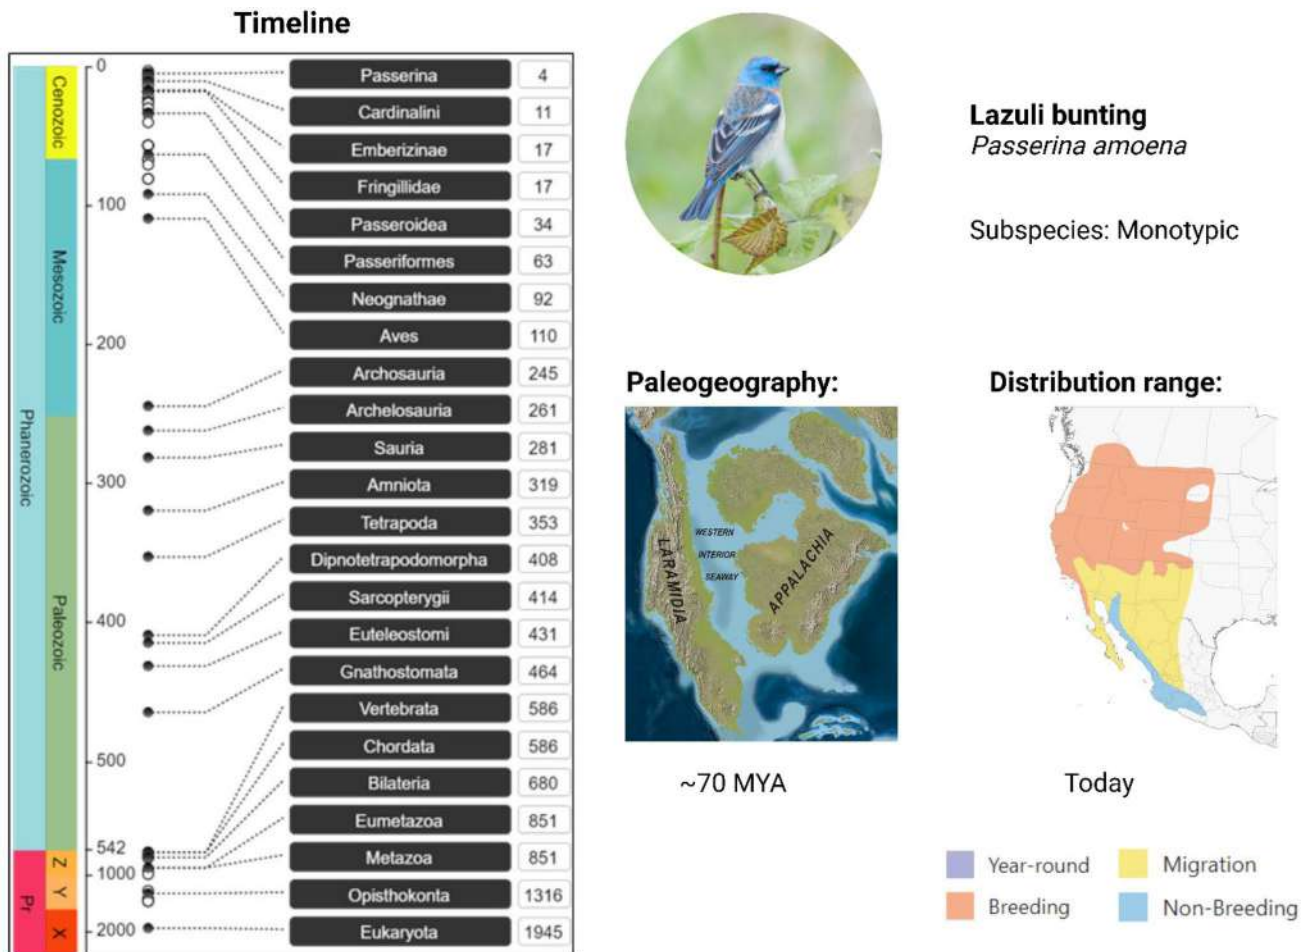 Timeline
Phanerozoic
Pr
Cenozoic
Mesozoic
Paleozoic
Z
Y
X
0
100
200
300
400
500
542
1000
2000
Passerina 4
Cardinalini 11
Emberizinae 17
Fringillidae 17
Passeroidea 34
Passeriformes 63
Neognathae 92
Aves 110
Archosauria 245
Archelosauria 261
Sauria 281
Amniota 319
Tetrapoda 353
Dipnotetrapodomorpha 408
Sarcopterygii 414
Euteleostomi 431
Gnathostomata 464
Vertebrata 586
Chordata 586
Bilateria 680
Eumetazoa 851
Metazoa 851
Opisthokonta 1316
Eukaryota 1945
Lazuli bunting
Passerina amoena
Subspecies: Monotypic
Paleogeography:
LARAMIDIA
WESTERN
INTERIOR
SEAWAY
APPALACHIA
~70 MYA
Distribution range:
Today
Year-round
Migration
Breeding
Non-Breeding